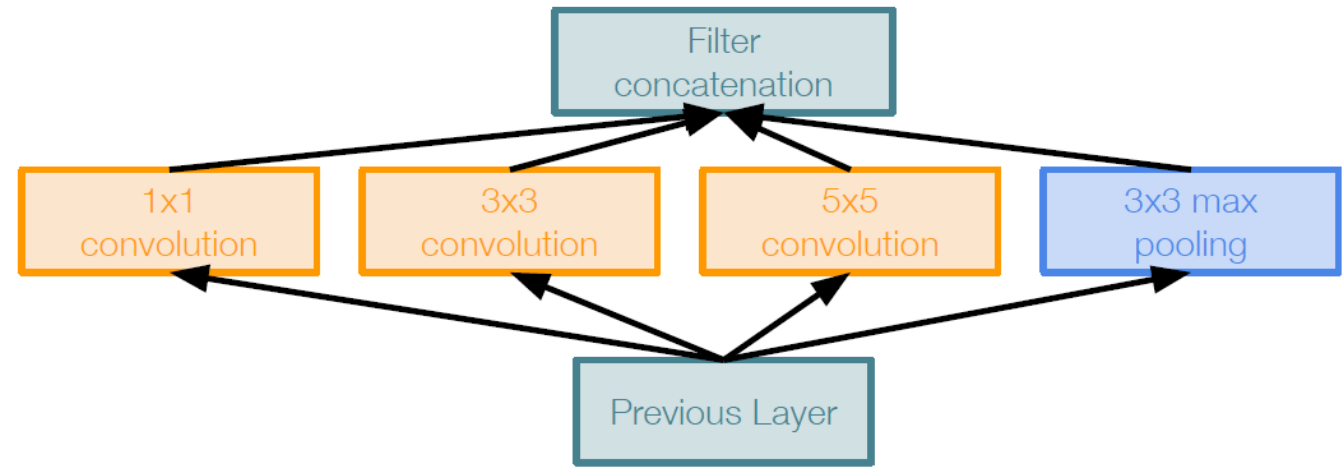 Filter
concatenation
1x1
convolution
3x3
convolution
5x5
convolution
3x3 max
pooling
Previous Layer